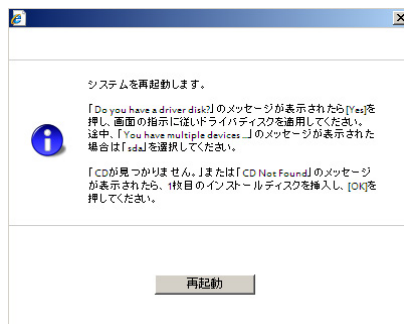 システムを再起動します。
「Do you have a driver disk?」のメッセージが表示されたら[Yes]を
押し、画面の指示に従いドライバディスクを適用してください。
途中、「You have multiple devices ...」のメッセージが表示された
場合は「sda」を選択してください。
「CDが見つかりません。」または「CD Not Found」のメッセージ
が表示されたら、1枚目のインストールディスクを挿入し、[OK]を
押してください。
再起動